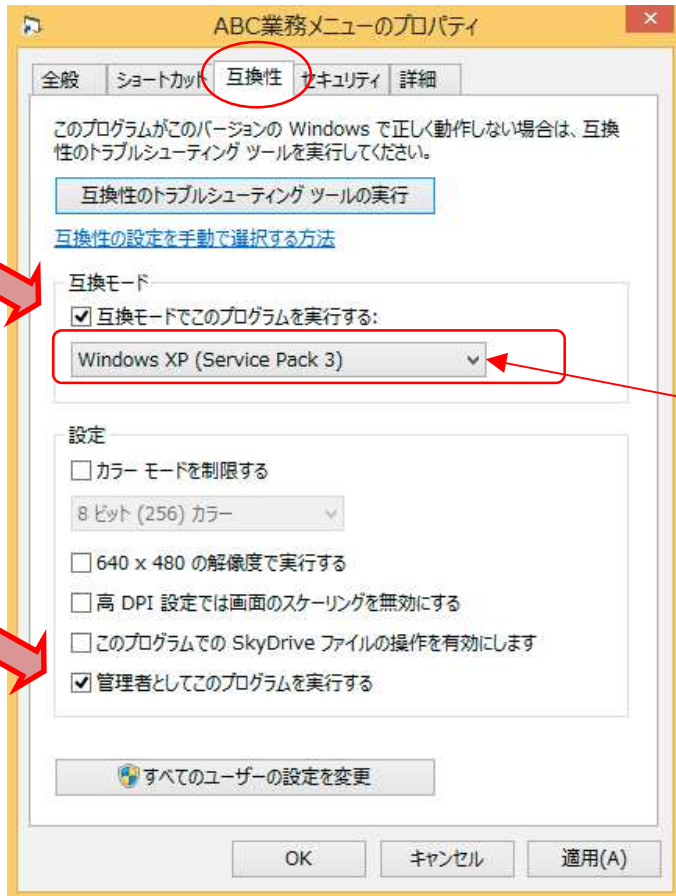 ABC業務メニューのプロパティ
全般 ショートカット 互換性 セキュリティ 詳細
このプログラムがこのバージョンの Windows で正しく動作しない場合は、互換
性のトラブルシューティング ツールを実行してください。
互換性のトラブルシューティング ツールの実行
互換性の設定を手動で選択する方法
互換モード
互換モードでこのプログラムを実行する:
Windows XP (Service Pack 3)
設定
カラー モードを制限する
8 ビット (256) カラー
640 x 480 の解像度で実行する
高 DPI 設定では画面のスケーリングを無効にする
このプログラムでの SkyDrive ファイルの操作を有効にします
管理者としてこのプログラムを実行する
すべてのユーザーの設定を変更
OK キャンセル 適用(A)